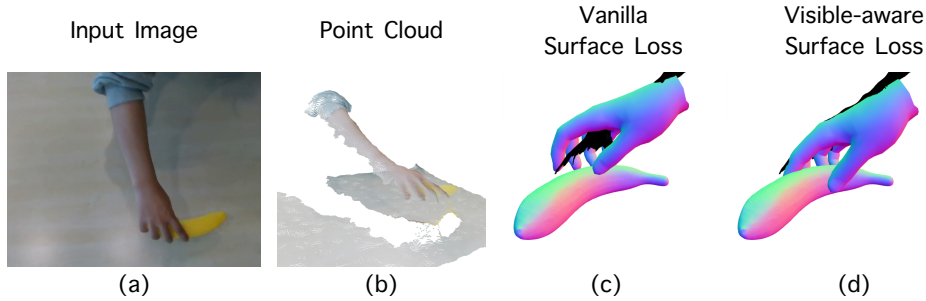 Input Image
Point Cloud
Vanilla
Surface Loss
Visible-aware
Surface Loss
(a)
(b)
(c)
(d)